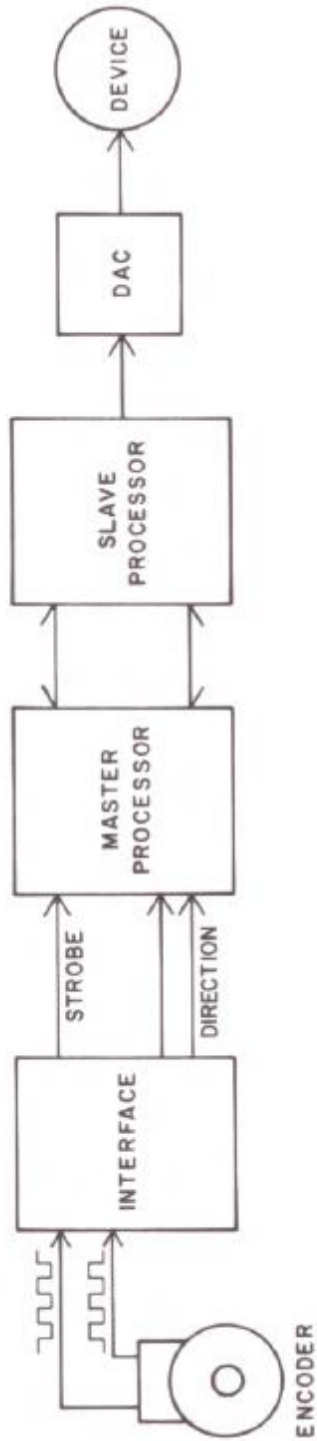 ENCODER
INTERFACE
STROBE
DIRECTION
MASTER
PROCESSOR
SLAVE
PROCESSOR
DAC
DEVICE